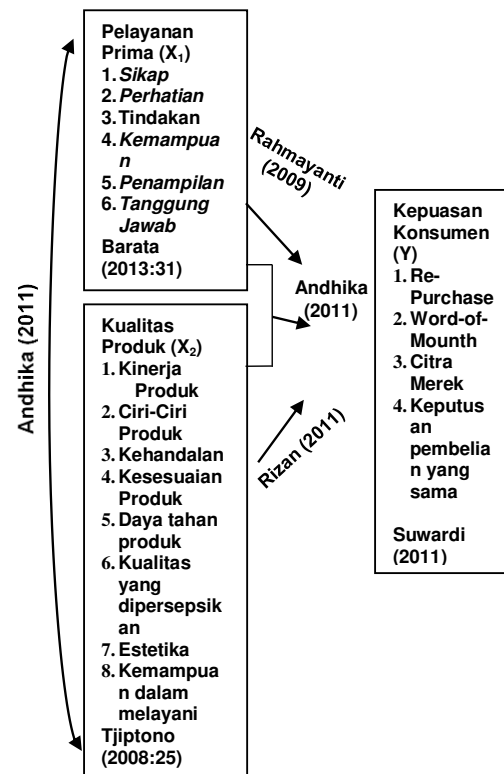 Pelayanan
Prima (X₁)
1. Sikap
2. Perhatian
3. Tindakan
4. Kemampua
n
5. Penampilan
6. Tanggung
Jawab
Barata
(2013:31)
Andhika (2011)
Kualitas
Produk (X₂)
1. Kinerja
Produk
2. Ciri-Ciri
Produk
3. Kehandalan
4. Kesesuaian
Produk
5. Daya tahan
produk
6. Kualitas
yang
dipersepsik
an
7. Estetika
8. Kemampua
n dalam
melayani
Tjiptono
(2008:25)
Rahmayanti
(2009)
Andhika
(2011)
Rizan (2011)
Kepuasan
Konsumen
(Y)
1. Re-
Purchase
2. Word-of-
Mounth
3. Citra
Merek
4. Keputus
an
pembelia
n yang
sama
Suwardi
(2011)